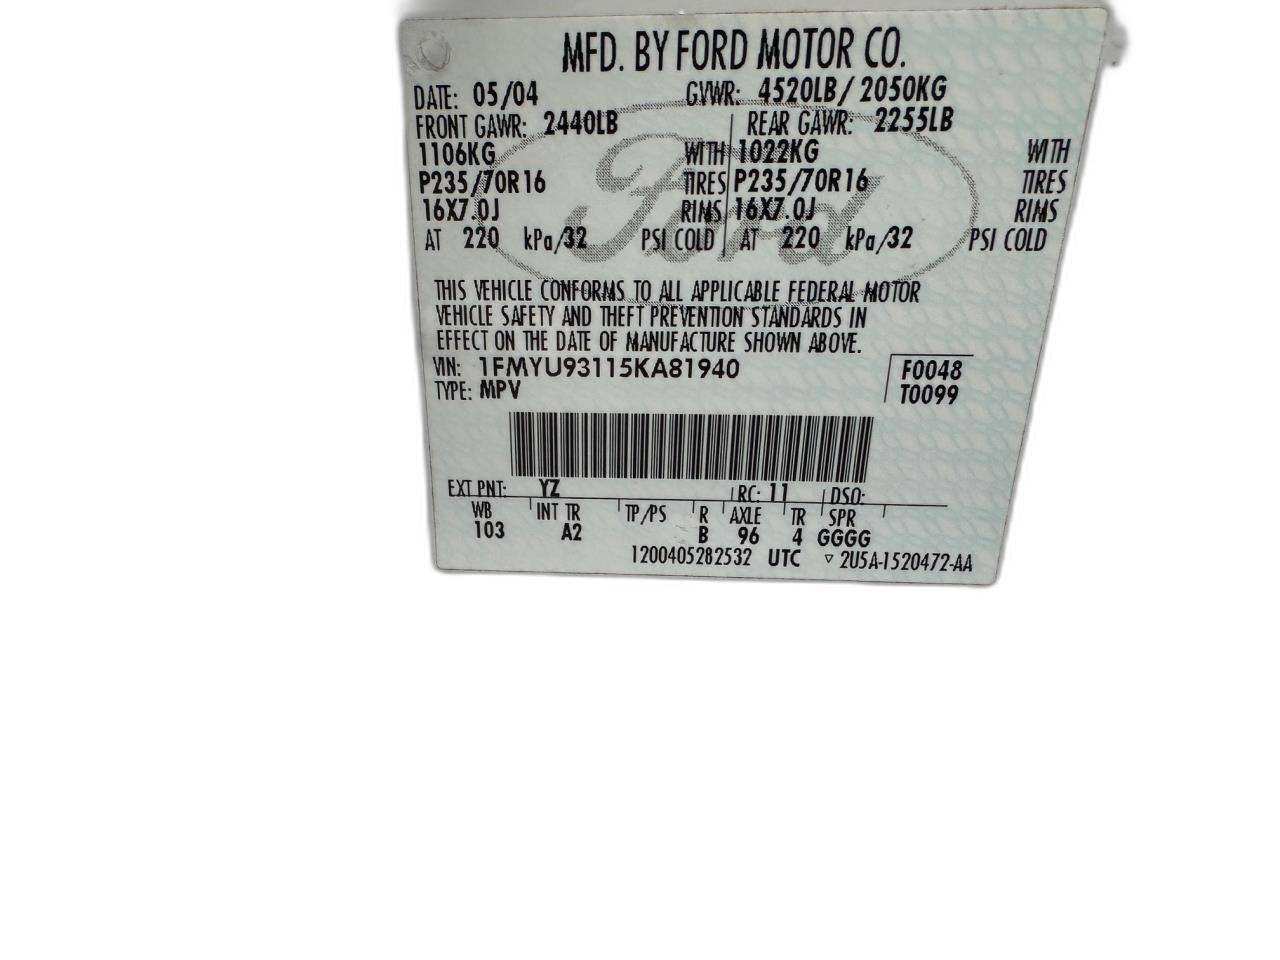 MFD. BY FORD MOTOR CO.
DATE: 05/04 GVWR: 4520LB/ 2050KG
FRONT GAWR: 2440LB REAR GAWR: 2255LB
1106KG WITH 1022KG WITH
P235/70R16 TIRES P235/70R16 TIRES
16X7.0J RIMS 16X7.0J RIMS
AT 220 kPa/32 PSI COLD AT 220 kPa/32 PSI COLD
Ford
THIS VEHICLE CONFORMS TO ALL APPLICABLE FEDERAL MOTOR
VEHICLE SAFETY AND THEFT PREVENTION STANDARDS IN
EFFECT ON THE DATE OF MANUFACTURE SHOWN ABOVE.
VIN: 1FMYU93115KA81940 F0048
TYPE: MPV T0099
EXT PNT: YZ RC: 11 DSO:
WB INT TR TP/PS R AXLE TR SPR
103 A2 B 96 4 GGGG
1200405282532 UTC ▽ 2U5A-1520472-AA